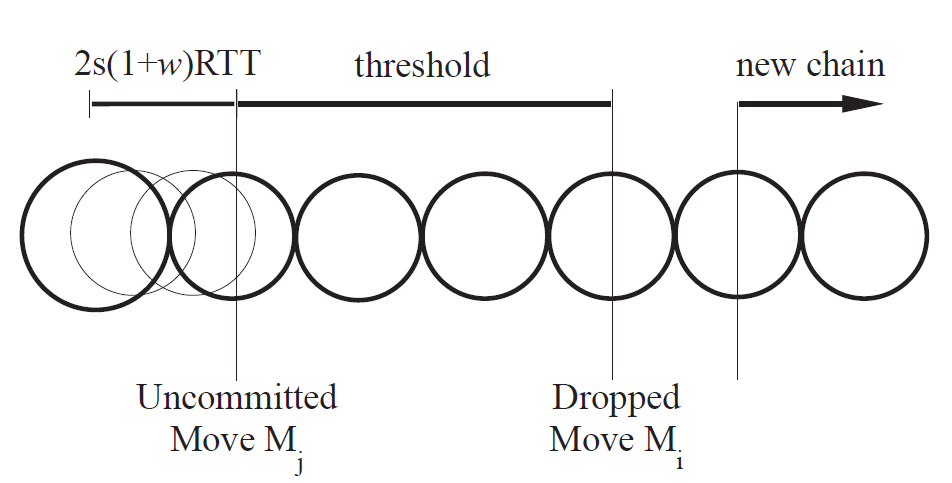 2s(1+w)RTT
threshold
new chain
Uncommitted
Move Mj
Dropped
Move Mi